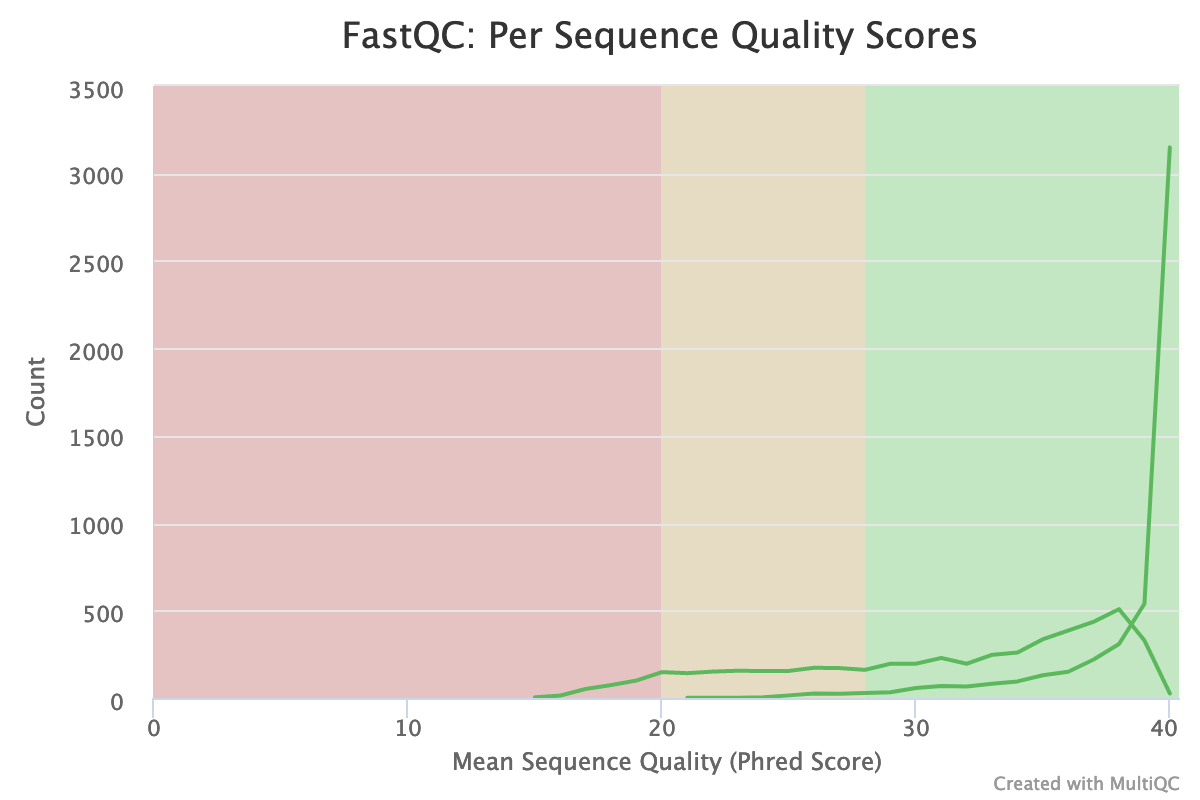 FastQC: Per Sequence Quality Scores
3500
3000
2500
2000
1500
1000
500
0
Count
0 10 20 30 40
Mean Sequence Quality (Phred Score)
Created with MultiQC